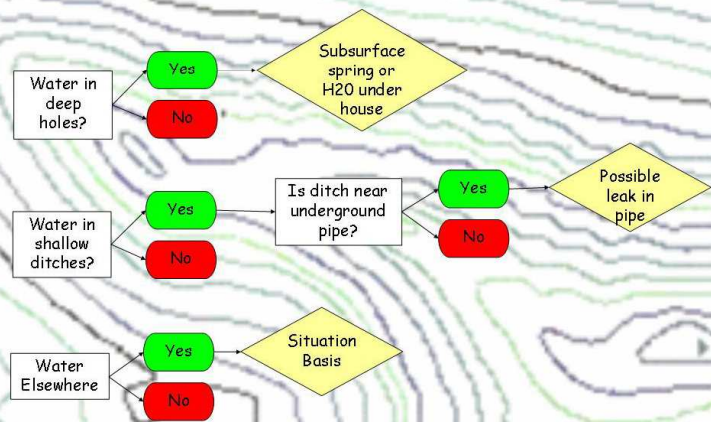 Water in
deep
holes?
Yes
No
Subsurface
spring or
H20 under
house
Water in
shallow
ditches?
Yes
No
Is ditch near
underground
pipe?
Yes
No
Possible
leak in
pipe
Water
Elsewhere
Yes
No
Situation
Basis